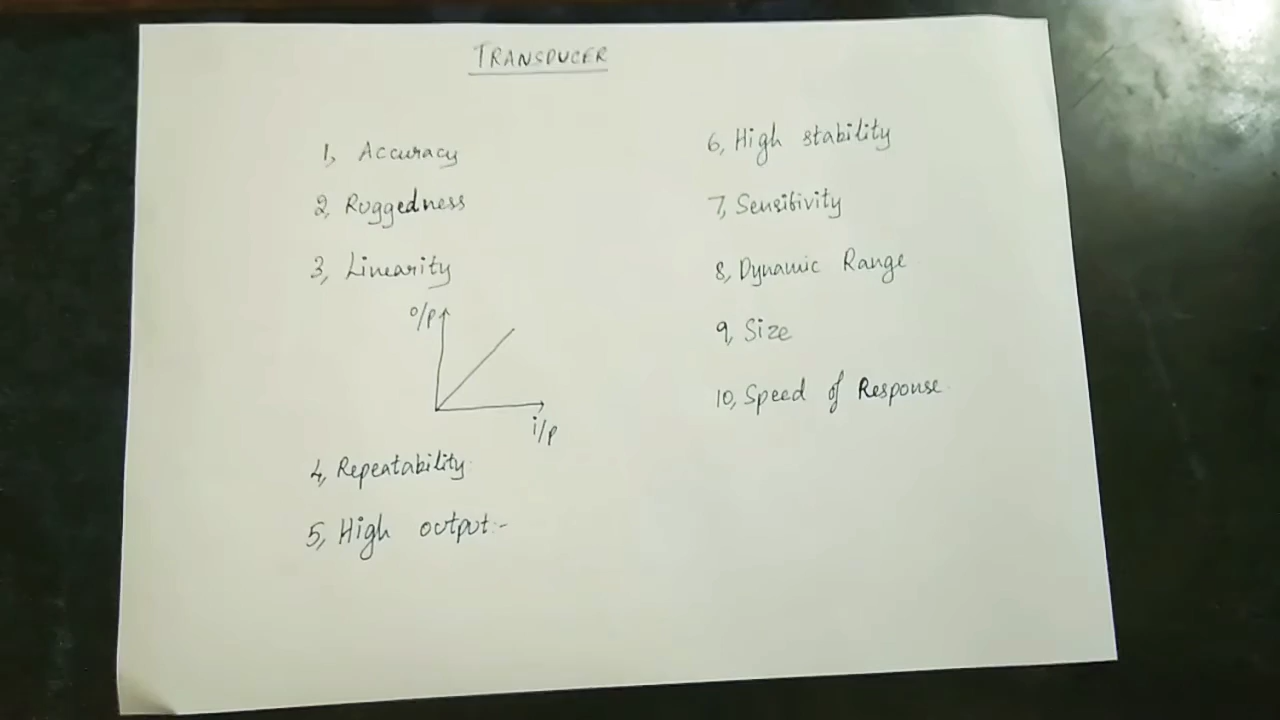 TRANSDUCER
1, Accuracy
2, Ruggedness
3, Linearity
o/p
i/p
4, Repeatability
5, High output:-
6, High stability
7, Sensitivity
8, Dynamic Range
9, Size
10, Speed of Response.